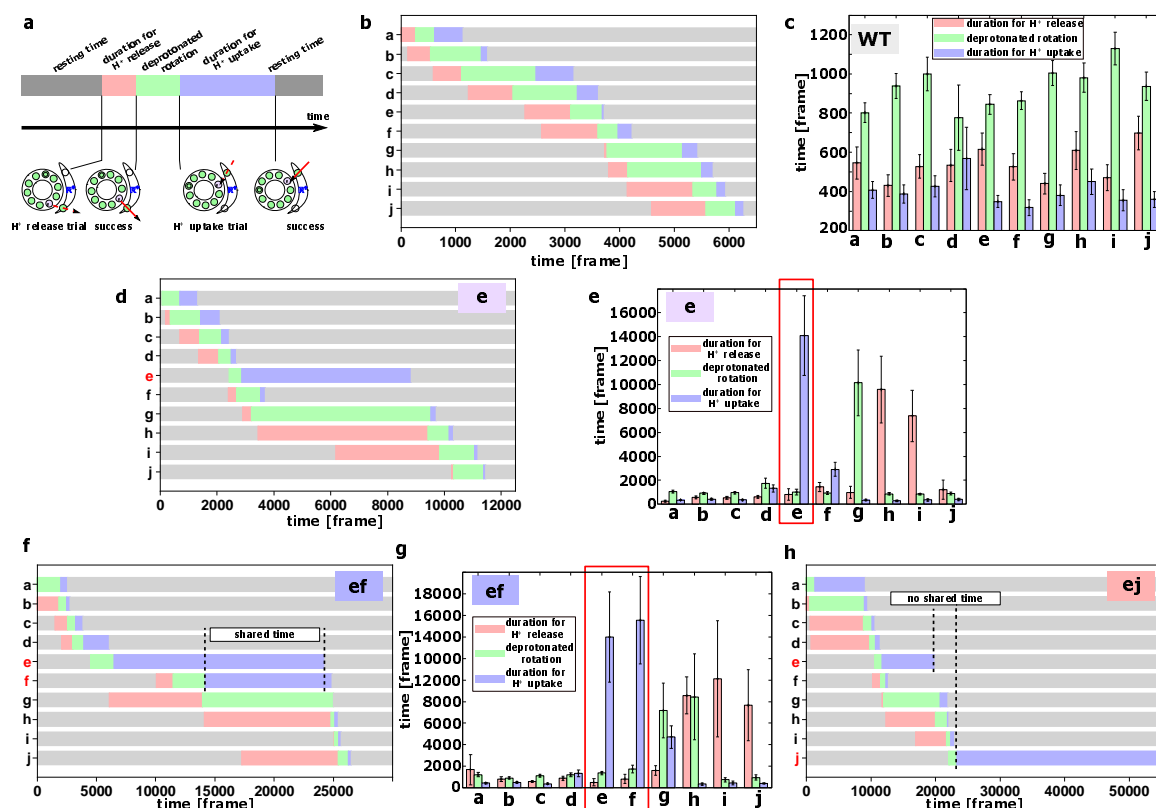 a
resting time
duration for
H⁺ release
deprotonated
rotation
duration for
H⁺ uptake
resting time
time
H⁺ release trial
success
H⁺ uptake trial
success
b
a
b
c
d
e
f
g
h
i
j
0 1000 2000 3000 4000 5000 6000
time [frame]
c
WT
duration for H⁺ release
deprotonated rotation
duration for H⁺ uptake
time [frame]
1200
1000
800
600
400
200
a b c d e f g h i j
d
e
a
b
c
d
e
f
g
h
i
j
0 2000 4000 6000 8000 10000 12000
time [frame]
e
e
duration for
H⁺ release
deprotonated
rotation
duration for
H⁺ uptake
time [frame]
16000
14000
12000
10000
8000
6000
4000
2000
0
a b c d e f g h i j
f
ef
shared time
a
b
c
d
e
f
g
h
i
j
0 5000 10000 15000 20000 25000
time [frame]
g
ef
duration for
H⁺ release
deprotonated
rotation
duration for
H⁺ uptake
time [frame]
18000
16000
14000
12000
10000
8000
6000
4000
2000
0
a b c d e f g h i j
h
ej
no shared time
a
b
c
d
e
f
g
h
i
j
0 10000 20000 30000 40000 50000
time [frame]